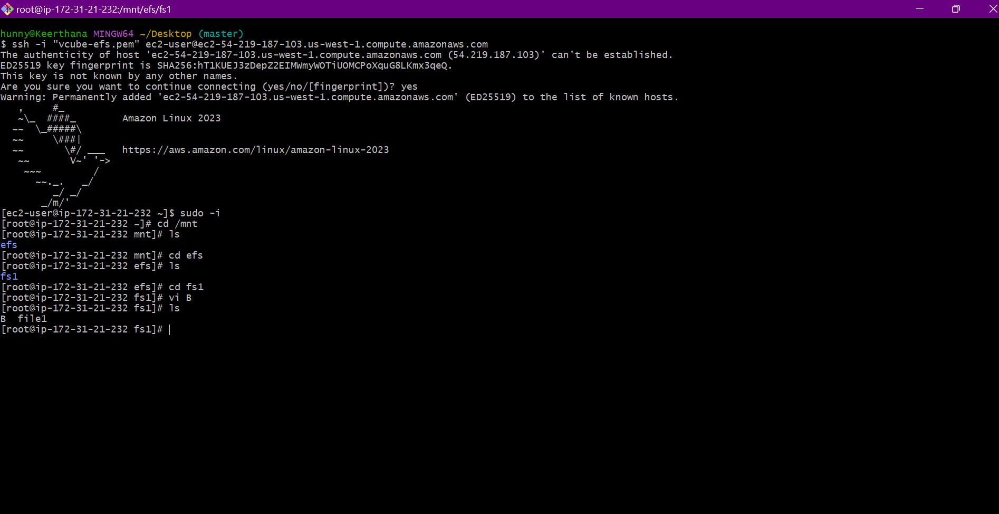 root@ip-172-31-21-232:/mnt/efs/fs1
hunny@Keerthana MINGW64 ~/Desktop (master)
$ ssh -i "vcube-efs.pem" ec2-user@ec2-54-219-187-103.us-west-1.compute.amazonaws.com
The authenticity of host 'ec2-54-219-187-103.us-west-1.compute.amazonaws.com (54.219.187.103)' can't be established.
ED25519 key fingerprint is SHA256:hT1KUEJ3zDepZ2EIMWmyWOTiUOMCPoXquG8LKmx3qeQ.
This key is not known by any other names.
Are you sure you want to continue connecting (yes/no/[fingerprint])? yes
Warning: Permanently added 'ec2-54-219-187-103.us-west-1.compute.amazonaws.com' (ED25519) to the list of known hosts.
   ,     #_
   ~\_  ####_        Amazon Linux 2023
  ~~  \_#####\
  ~~     \###|
  ~~       \#/ ___   https://aws.amazon.com/linux/amazon-linux-2023
   ~~       V~' '->
    ~~~         /
      ~~._.   _/
         _/ _/
       _/m/'
[ec2-user@ip-172-31-21-232 ~]$ sudo -i
[root@ip-172-31-21-232 ~]# cd /mnt
[root@ip-172-31-21-232 mnt]# ls
efs
[root@ip-172-31-21-232 mnt]# cd efs
[root@ip-172-31-21-232 efs]# ls
fs1
[root@ip-172-31-21-232 efs]# cd fs1
[root@ip-172-31-21-232 fs1]# vi B
[root@ip-172-31-21-232 fs1]# ls
B  file1
[root@ip-172-31-21-232 fs1]#